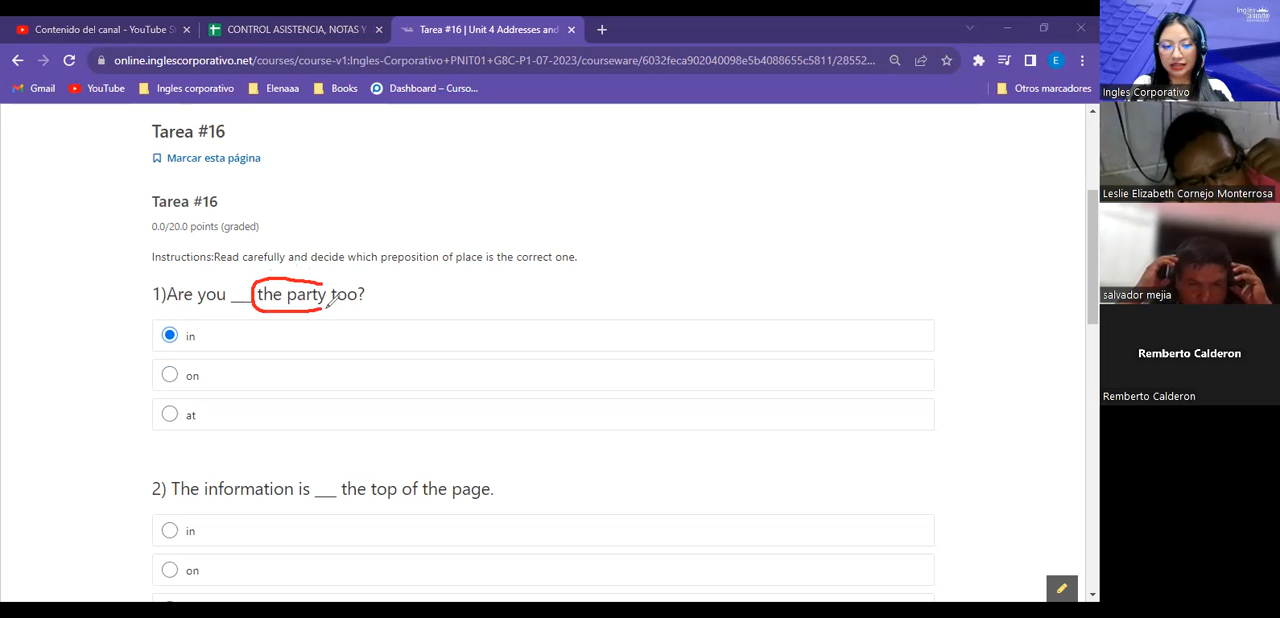 Contenido del canal - YouTube S
CONTROL ASISTENCIA, NOTAS Y
Tarea #16 | Unit 4 Addresses and
online.inglescorporativo.net/courses/course-v1:Ingles-Corporativo+PNIT01+G8C-P1-07-2023/courseware/6032feca902040098e5b4088655c5811/28552...
E
Gmail
YouTube
Ingles corporativo
Elenaaa
Books
Dashboard – Curso...
Otros marcadores
Tarea #16
Marcar esta página
Tarea #16
0.0/20.0 points (graded)
Instructions:Read carefully and decide which preposition of place is the correct one.
1)Are you ___ the party too?
in
on
at
2) The information is ___ the top of the page.
in
on
Ingles Corporativo
Leslie Elizabeth Cornejo Monterrosa
salvador mejia
Remberto Calderon
Remberto Calderon